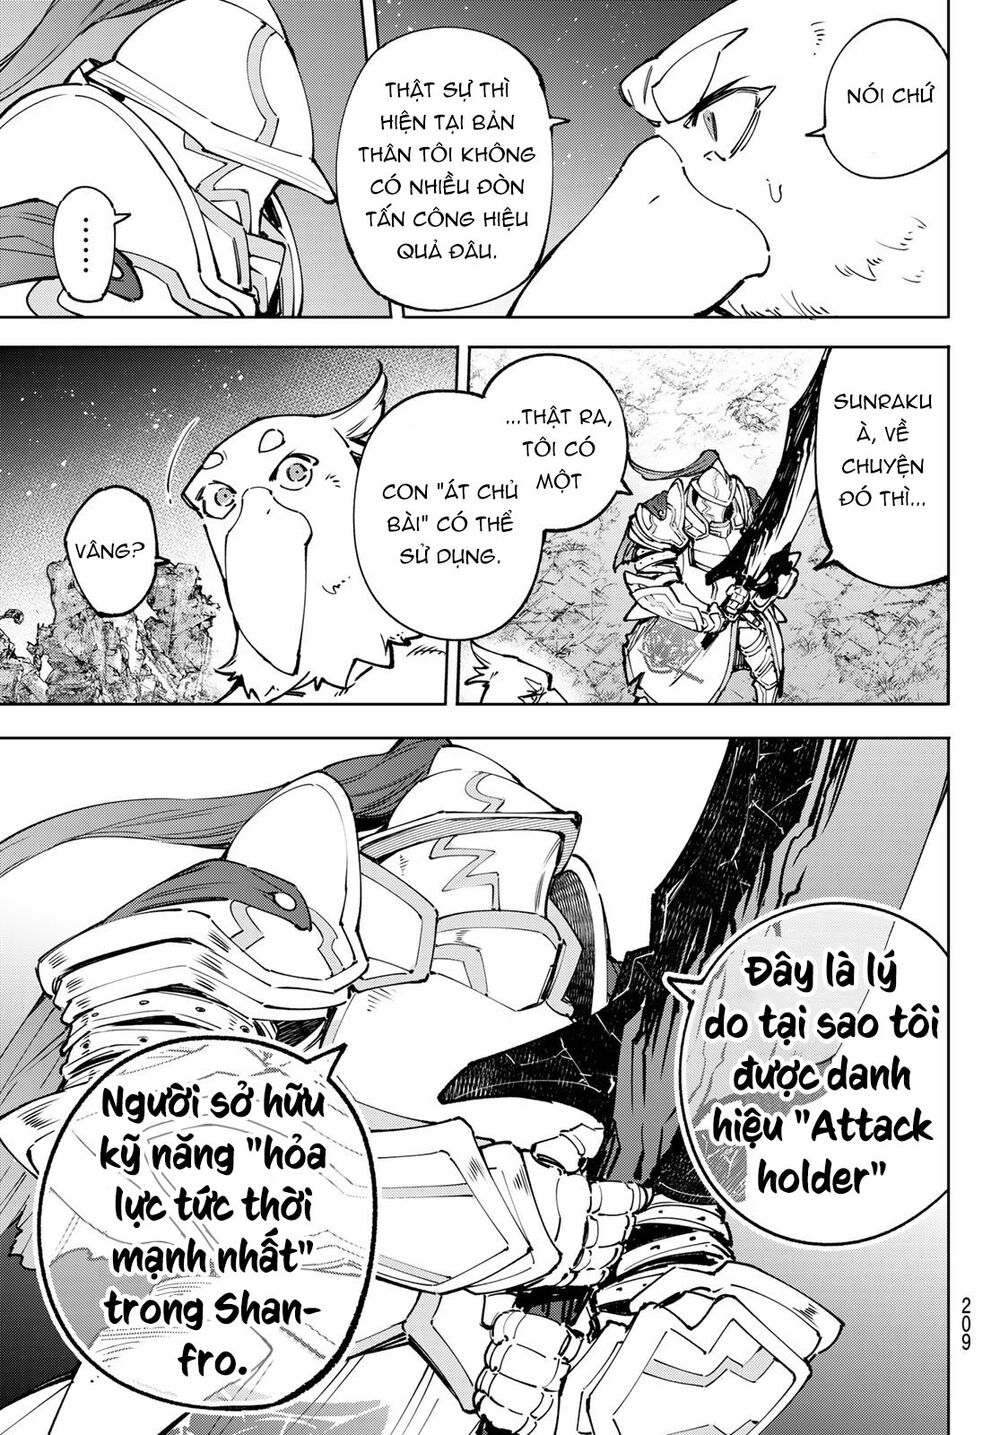 NÓI CHỨ
THẬT SỰ THÌ
HIỆN TẠI BẢN
THÂN TÔI KHÔNG
CÓ NHIỀU ĐÒN
TẤN CÔNG HIỆU
QUẢ ĐÂU.
......
SUNRAKU
À, VỀ
CHUYỆN
ĐÓ THÌ...
...THẬT RA,
TÔI CÓ
MỘT
CON "ÁT CHỦ
BÀI" CÓ THỂ
SỬ DỤNG.
VÂNG?
Đây là lý
do tại sao tôi
được danh
hiệu "Attack
holder"
Người sở hữu
kỹ năng "hỏa
lực tức thời
mạnh nhất"
trong Shan-
fro.
209